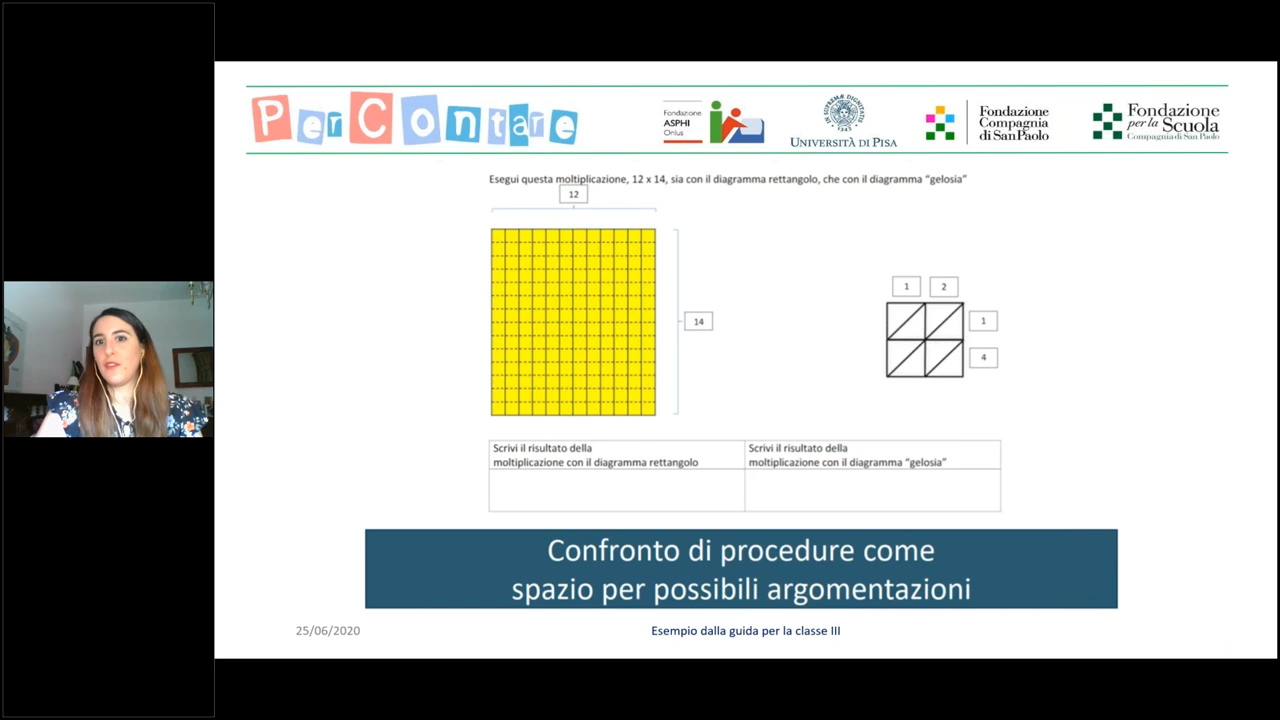 PerContare
Fondazione
ASPHI
Onlus
IN SUPREMÆ DIGNITATIS
1343
UNIVERSITÀ DI PISA
Fondazione
Compagnia
di San Paolo
Fondazione
per la Scuola
Compagnia di San Paolo
Esegui questa moltiplicazione, 12 x 14, sia con il diagramma rettangolo, che con il diagramma “gelosia”
12
14
1 2
1
4
Scrivi il risultato della
moltiplicazione con il diagramma rettangolo
Scrivi il risultato della
moltiplicazione con il diagramma “gelosia”
Confronto di procedure come
spazio per possibili argomentazioni
25/06/2020
Esempio dalla guida per la classe III